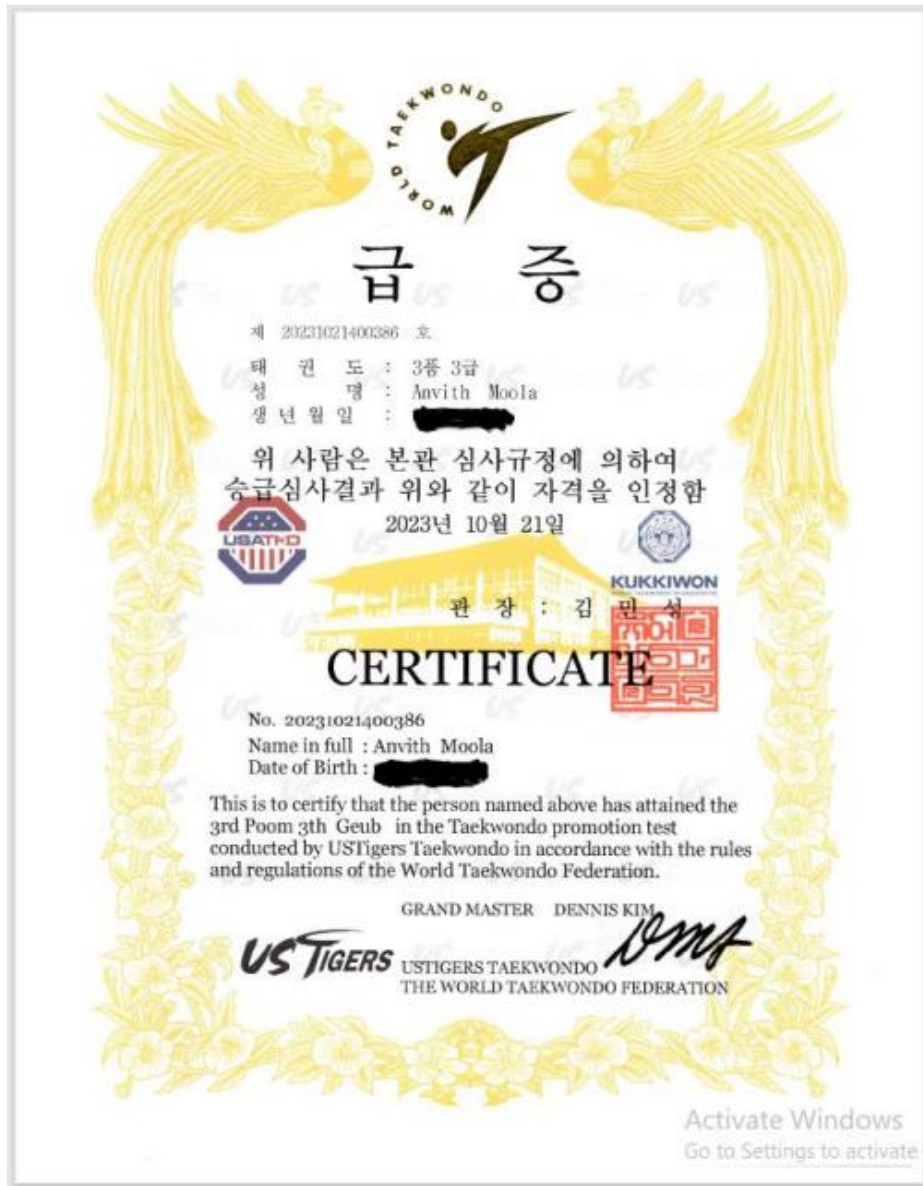 WORLD TAEKWONDO
급 증
제 20231021400386 호
태 권 도 : 3품 3급
성 명 : Anvith Moola
생 년 월 일 :
위 사람은 본관 심사규정에 의하여
승급심사결과 위와 같이 자격을 인정함
2023년 10월 21일
USATKD
KUKKIWON
관 장 : 김 민 성
CERTIFICATE
No. 20231021400386
Name in full : Anvith Moola
Date of Birth :
This is to certify that the person named above has attained the
3rd Poom 3th Geub in the Taekwondo promotion test
conducted by USTigers Taekwondo in accordance with the rules
and regulations of the World Taekwondo Federation.
GRAND MASTER DENNIS KIM
US TIGERS
USTIGERS TAEKWONDO
THE WORLD TAEKWONDO FEDERATION
Activate Windows
Go to Settings to activate